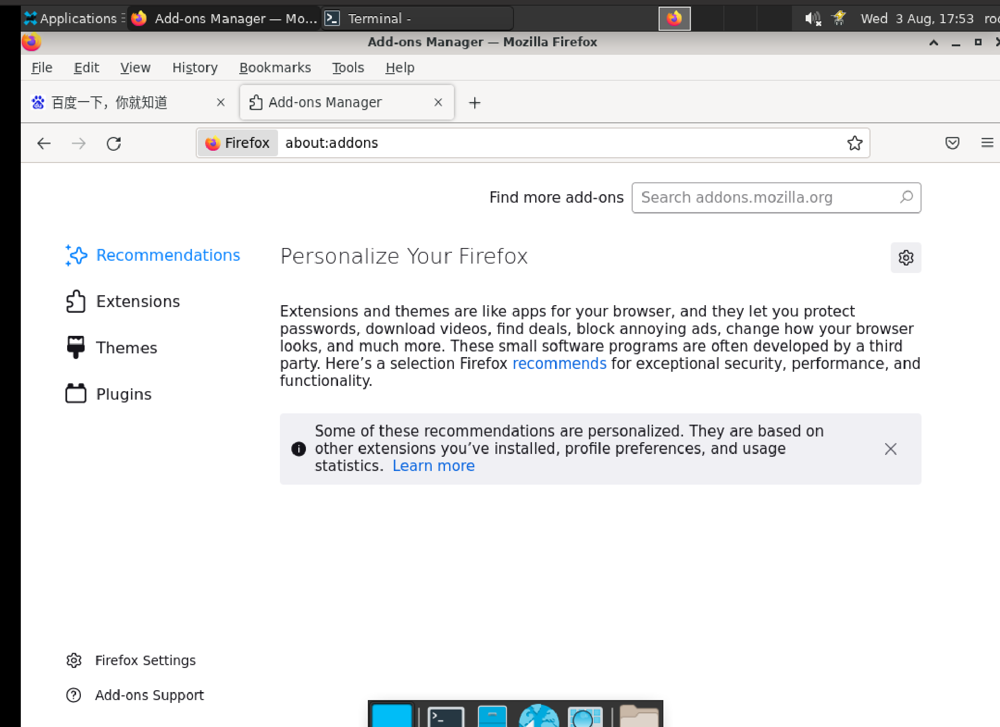 Applications
Add-ons Manager — Mo...
Terminal -
Wed 3 Aug, 17:53
Add-ons Manager — Mozilla Firefox
File Edit View History Bookmarks Tools Help
百度一下，你就知道
Add-ons Manager
Firefox about:addons
Find more add-ons Search addons.mozilla.org
Recommendations
Extensions
Themes
Plugins
Personalize Your Firefox
Extensions and themes are like apps for your browser, and they let you protect
passwords, download videos, find deals, block annoying ads, change how your browser
looks, and much more. These small software programs are often developed by a third
party. Here’s a selection Firefox recommends for exceptional security, performance, and
functionality.
Some of these recommendations are personalized. They are based on
other extensions you’ve installed, profile preferences, and usage
statistics. Learn more
Firefox Settings
Add-ons Support